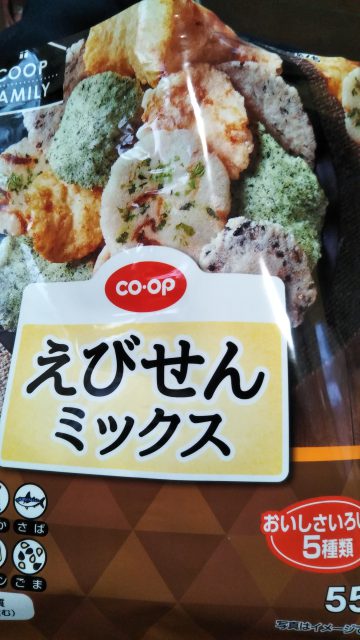 COOP
FAMILY
CO·OP
えびせん
ミックス
おいしさいろい
5種類
かさば
ごま
55
写真はイメージ